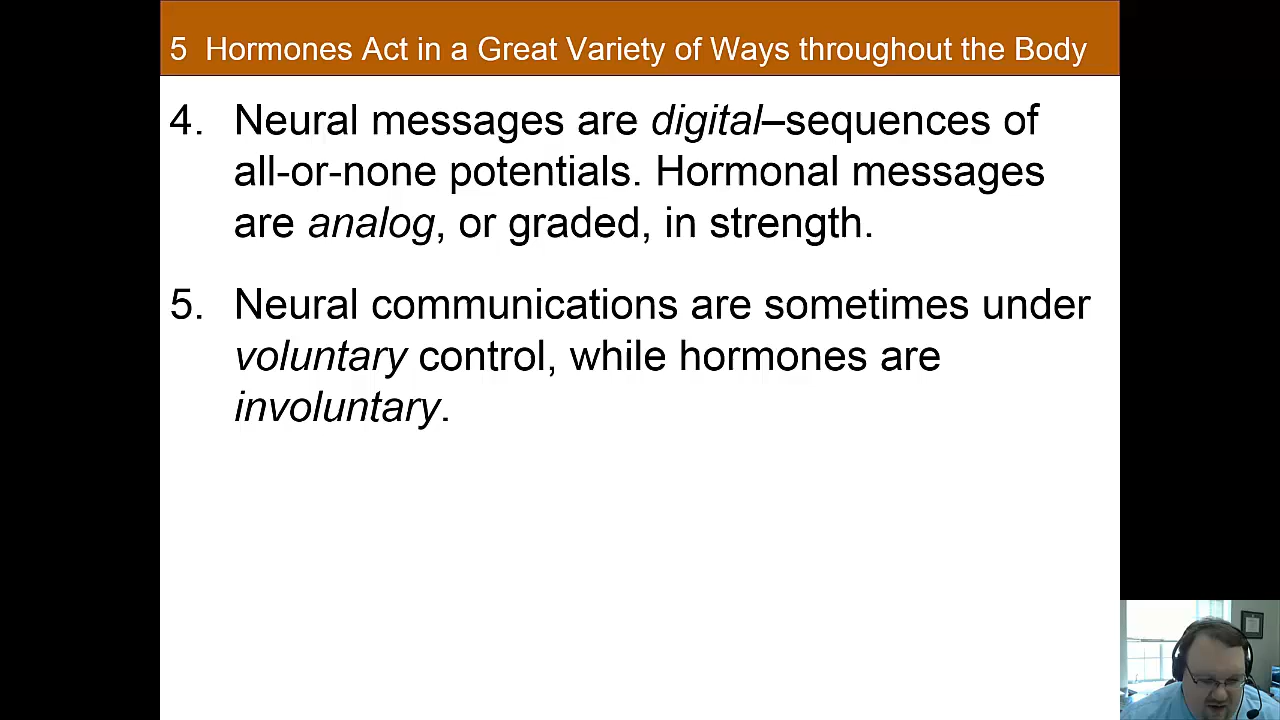 5 Hormones Act in a Great Variety of Ways throughout the Body
4. Neural messages are digital–sequences of
all-or-none potentials. Hormonal messages
are analog, or graded, in strength.
5. Neural communications are sometimes under
voluntary control, while hormones are
involuntary.